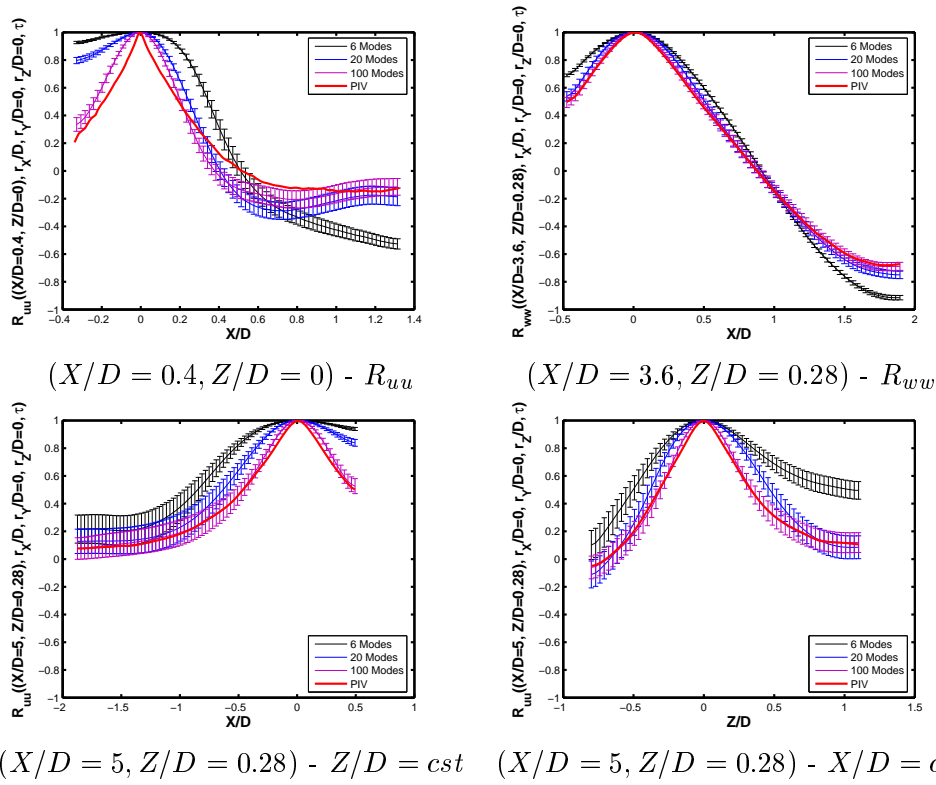 R_uu((X/D=0.4, Z/D=0), r_X/D, r_Y/D=0, r_Z/D=0, τ)
1
0.8
0.6
0.4
0.2
0
−0.2
−0.4
−0.6
−0.8
−1
−0.4 −0.2 0 0.2 0.4 0.6 0.8 1 1.2 1.4
X/D
6 Modes
20 Modes
100 Modes
PIV
(X/D = 0.4, Z/D = 0) - R_uu
R_ww((X/D=3.6, Z/D=0.28), r_X/D, r_Y/D=0, r_Z/D=0, τ)
1
0.8
0.6
0.4
0.2
0
−0.2
−0.4
−0.6
−0.8
−1
−0.5 0 0.5 1 1.5 2
X/D
6 Modes
20 Modes
100 Modes
PIV
(X/D = 3.6, Z/D = 0.28) - R_ww
R_uu((X/D=5, Z/D=0.28), r_X/D, r_Y/D=0, r_Z/D=0, τ)
1
0.8
0.6
0.4
0.2
0
−0.2
−0.4
−0.6
−0.8
−1
−2 −1.5 −1 −0.5 0 0.5 1
X/D
6 Modes
20 Modes
100 Modes
PIV
(X/D = 5, Z/D = 0.28) - Z/D = cst
R_uu((X/D=5, Z/D=0.28), r_X/D=0, r_Y/D=0, r_Z/D, τ)
1
0.8
0.6
0.4
0.2
0
−0.2
−0.4
−0.6
−0.8
−1
−1 −0.5 0 0.5 1 1.5
Z/D
6 Modes
20 Modes
100 Modes
PIV
(X/D = 5, Z/D = 0.28) - X/D = c